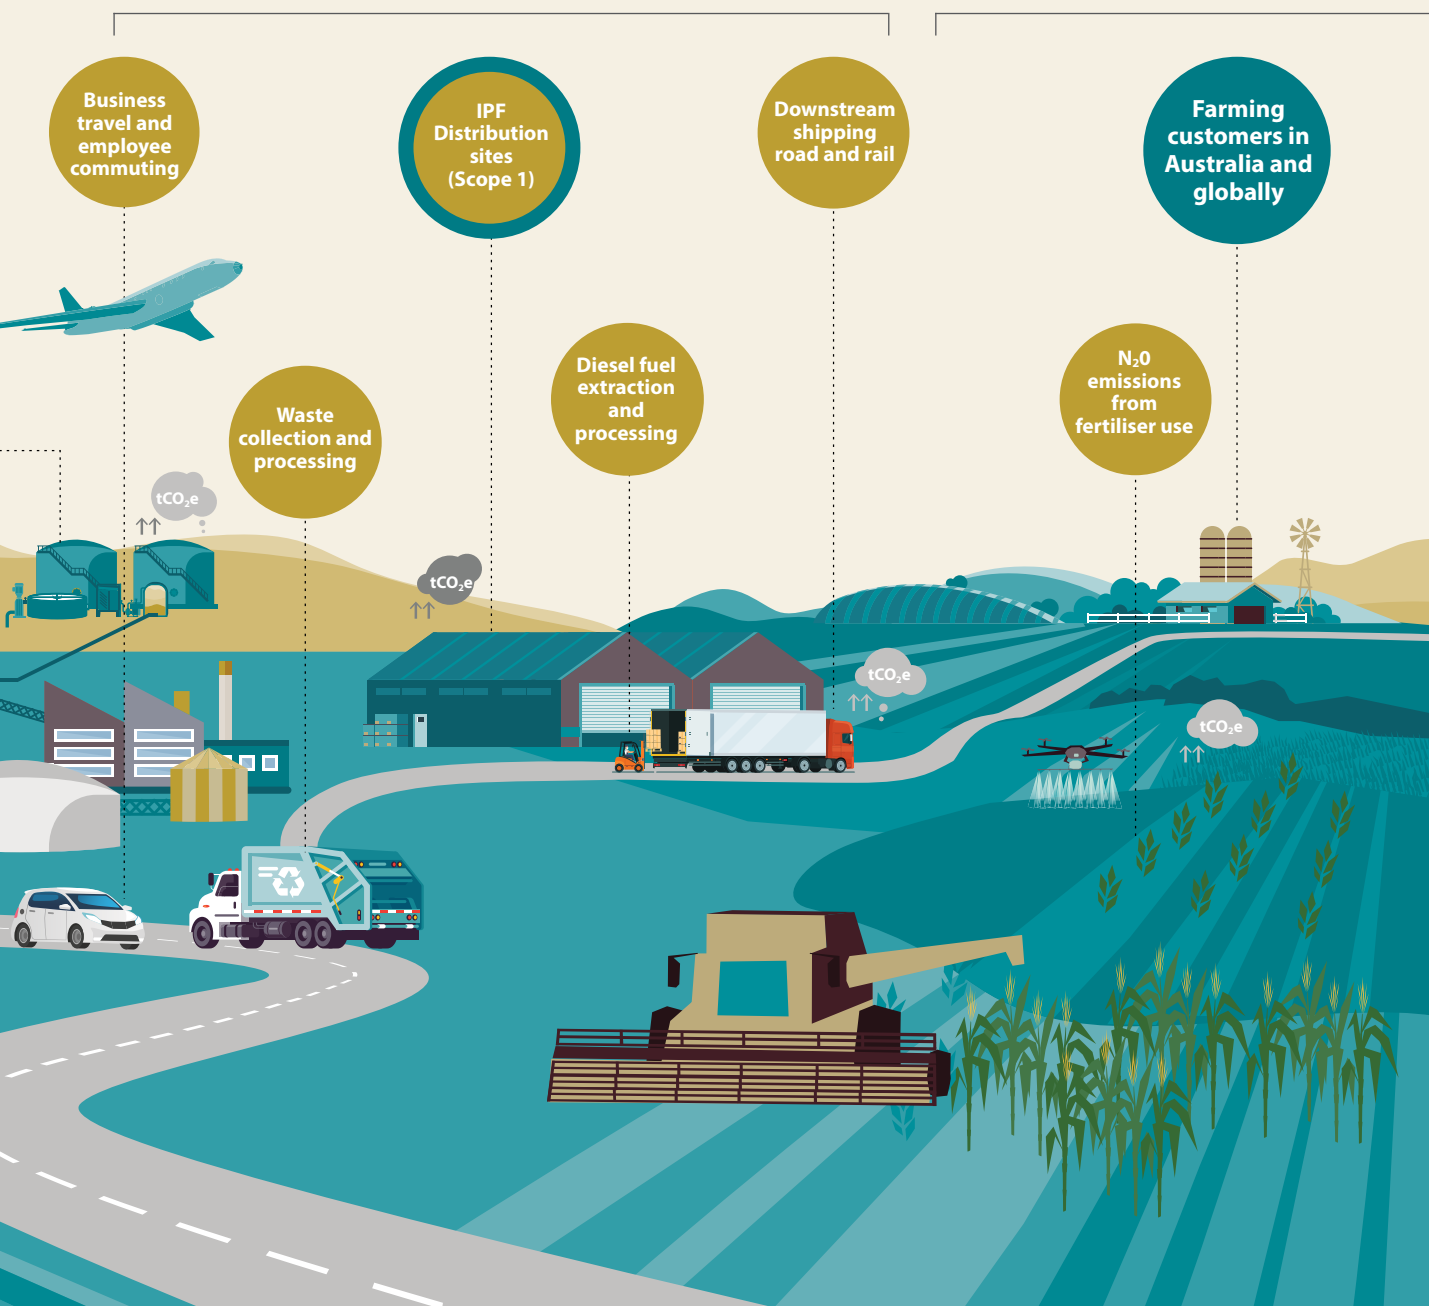 Business
travel and
employee
commuting
IPF
Distribution
sites
(Scope 1)
Downstream
shipping
road and rail
Farming
customers in
Australia and
globally
Waste
collection and
processing
Diesel fuel
extraction
and
processing
N₂0
emissions
from
fertiliser use
tCO₂e
tCO₂e
tCO₂e
tCO₂e